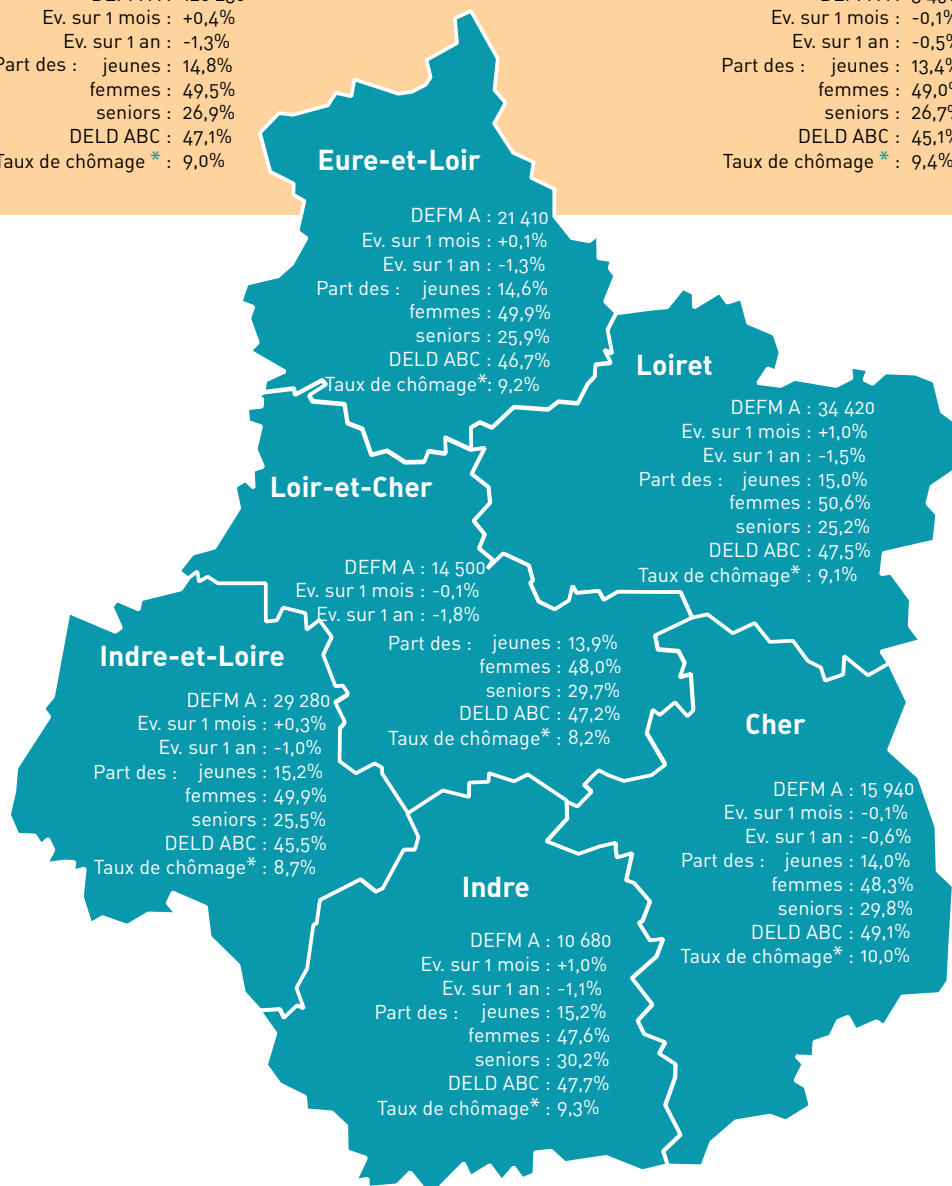 Ev. sur 1 mois : +0,4%
Ev. sur 1 an : -1,3%
Part des : jeunes : 14,8%
femmes : 49,5%
seniors : 26,9%
DELD ABC : 47,1%
Taux de chômage * : 9,0%
Ev. sur 1 mois : -0,1%
Ev. sur 1 an : -0,5%
Part des : jeunes : 13,4%
femmes : 49,0%
seniors : 26,7%
DELD ABC : 45,1%
Taux de chômage * : 9,4%
Eure-et-Loir
DEFM A : 21 410
Ev. sur 1 mois : +0,1%
Ev. sur 1 an : -1,3%
Part des : jeunes : 14,6%
femmes : 49,9%
seniors : 25,9%
DELD ABC : 46,7%
Taux de chômage* : 9,2%
Loiret
DEFM A : 34 420
Ev. sur 1 mois : +1,0%
Ev. sur 1 an : -1,5%
Part des : jeunes : 15,0%
femmes : 50,6%
seniors : 25,2%
DELD ABC : 47,5%
Taux de chômage* : 9,1%
Loir-et-Cher
DEFM A : 14 500
Ev. sur 1 mois : -0,1%
Ev. sur 1 an : -1,8%
Part des : jeunes : 13,9%
femmes : 48,0%
seniors : 29,7%
DELD ABC : 47,2%
Taux de chômage* : 8,2%
Indre-et-Loire
DEFM A : 29 280
Ev. sur 1 mois : +0,3%
Ev. sur 1 an : -1,0%
Part des : jeunes : 15,2%
femmes : 49,9%
seniors : 25,5%
DELD ABC : 45,5%
Taux de chômage* : 8,7%
Cher
DEFM A : 15 940
Ev. sur 1 mois : -0,1%
Ev. sur 1 an : -0,6%
Part des : jeunes : 14,0%
femmes : 48,3%
seniors : 29,8%
DELD ABC : 49,1%
Taux de chômage* : 10,0%
Indre
DEFM A : 10 680
Ev. sur 1 mois : +1,0%
Ev. sur 1 an : -1,1%
Part des : jeunes : 15,2%
femmes : 47,6%
seniors : 30,2%
DELD ABC : 47,7%
Taux de chômage* : 9,3%